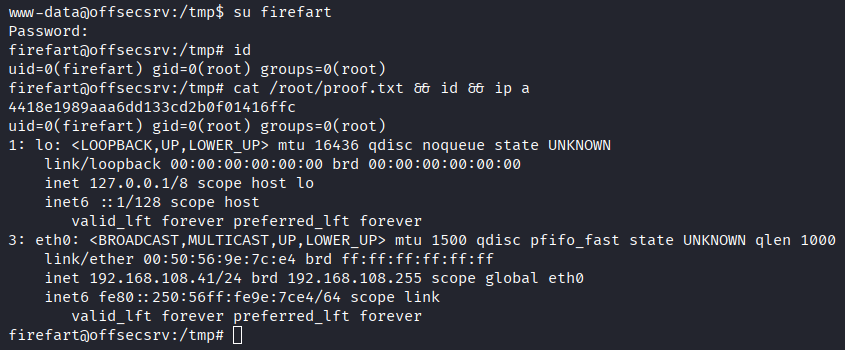 www-data@offsecsrv:/tmp$ su firefart
Password:
firefart@offsecsrv:/tmp# id
uid=0(firefart) gid=0(root) groups=0(root)
firefart@offsecsrv:/tmp# cat /root/proof.txt && id && ip a
4418e1989aaa6dd133cd2b0f01416ffc
uid=0(firefart) gid=0(root) groups=0(root)
1: lo: <LOOPBACK,UP,LOWER_UP> mtu 16436 qdisc noqueue state UNKNOWN
    link/loopback 00:00:00:00:00:00 brd 00:00:00:00:00:00
    inet 127.0.0.1/8 scope host lo
    inet6 ::1/128 scope host
       valid_lft forever preferred_lft forever
3: eth0: <BROADCAST,MULTICAST,UP,LOWER_UP> mtu 1500 qdisc pfifo_fast state UNKNOWN qlen 1000
    link/ether 00:50:56:9e:7c:e4 brd ff:ff:ff:ff:ff:ff
    inet 192.168.108.41/24 brd 192.168.108.255 scope global eth0
    inet6 fe80::250:56ff:fe9e:7ce4/64 scope link
       valid_lft forever preferred_lft forever
firefart@offsecsrv:/tmp#